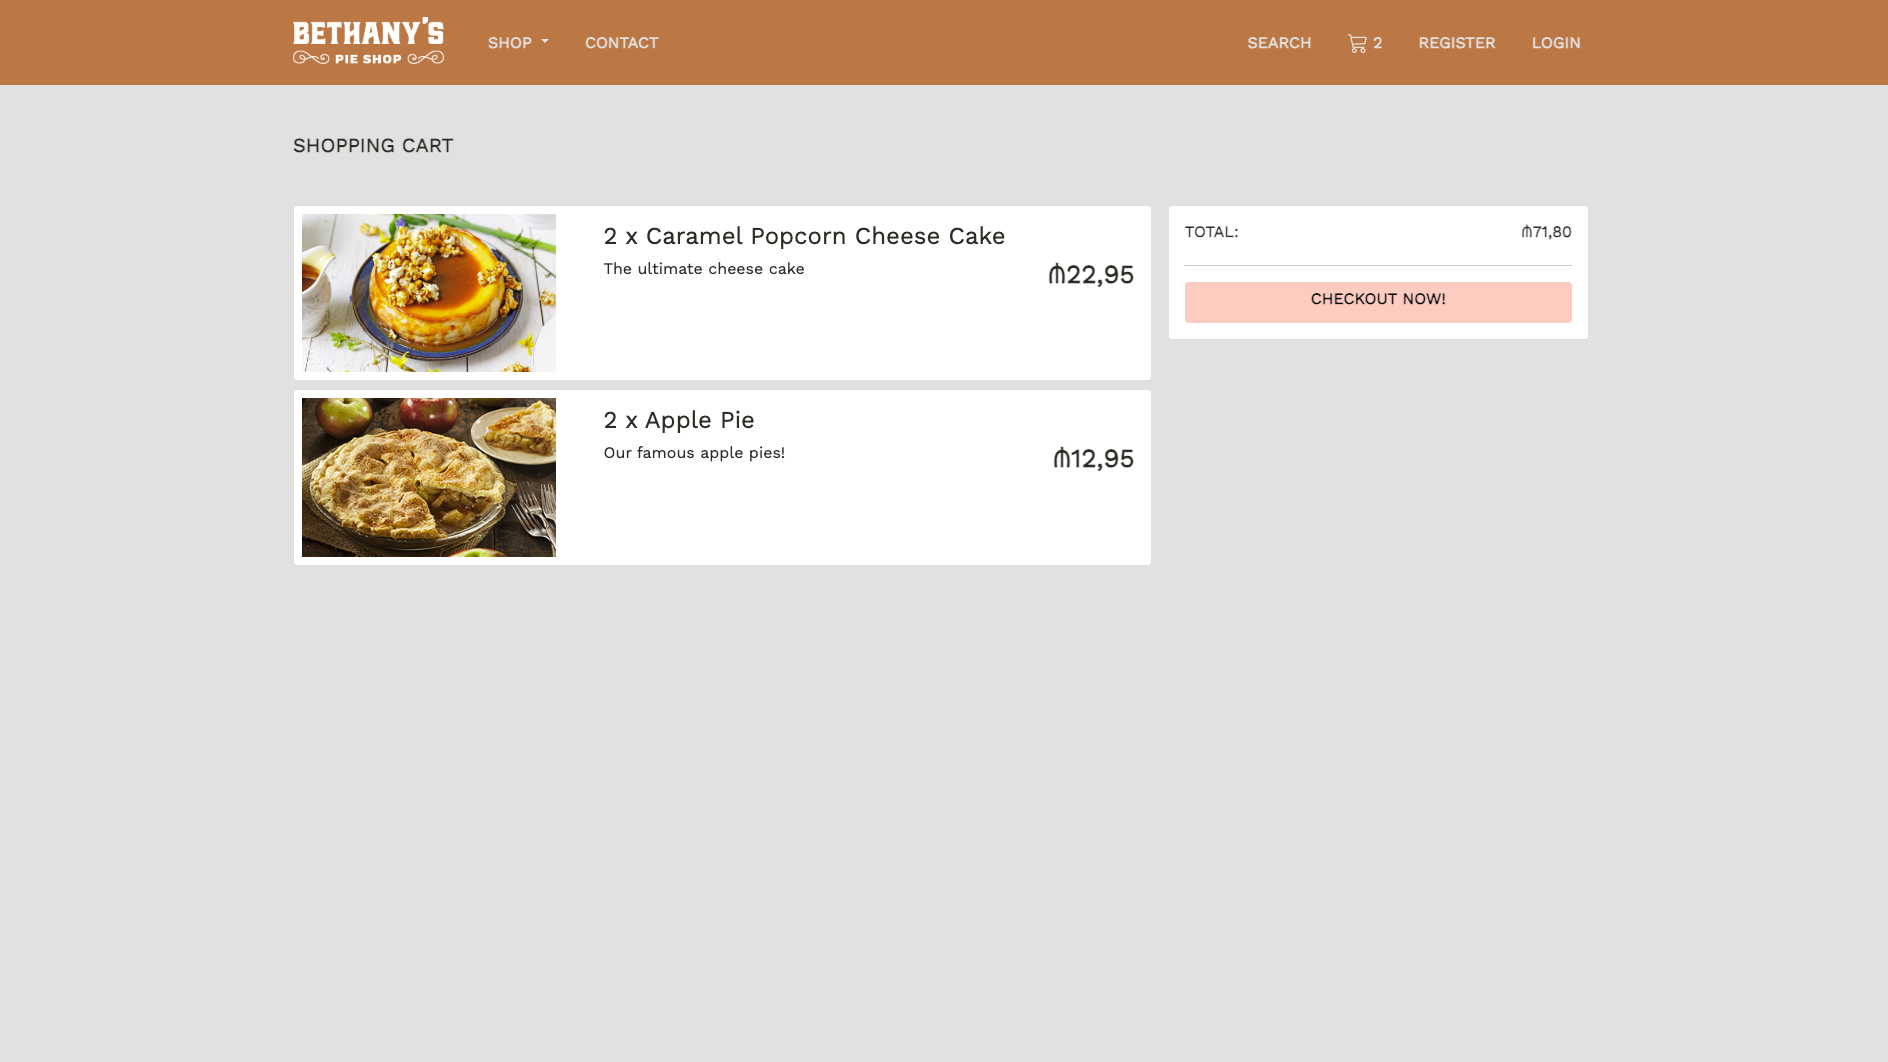 BETHANY'S
PIE SHOP
SHOP
CONTACT
SEARCH
2
REGISTER
LOGIN
SHOPPING CART
2 x Caramel Popcorn Cheese Cake
The ultimate cheese cake
₼22,95
2 x Apple Pie
Our famous apple pies!
₼12,95
TOTAL:
₼71,80
CHECKOUT NOW!